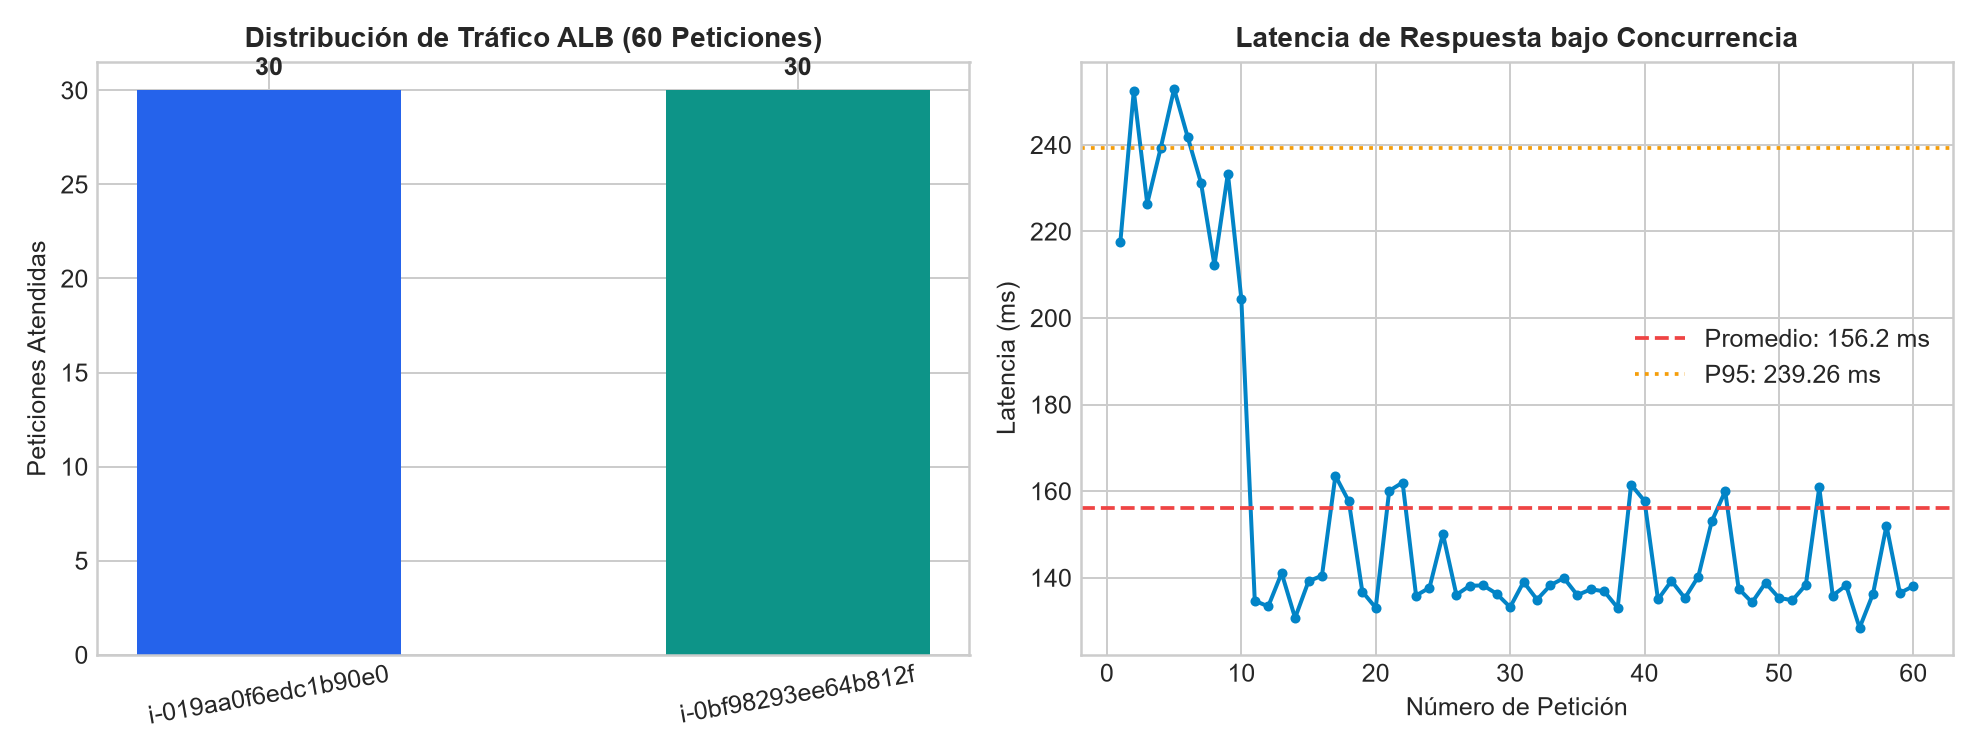 Distribución de Tráfico ALB (60 Peticiones)
30
30
Peticiones Atendidas
30
25
20
15
10
5
0
i-019aa0f6edc1b90e0
i-0bf98293ee64b812f
Latencia de Respuesta bajo Concurrencia
Latencia (ms)
240
220
200
180
160
140
Promedio: 156.2 ms
P95: 239.26 ms
0 10 20 30 40 50 60
Número de Petición